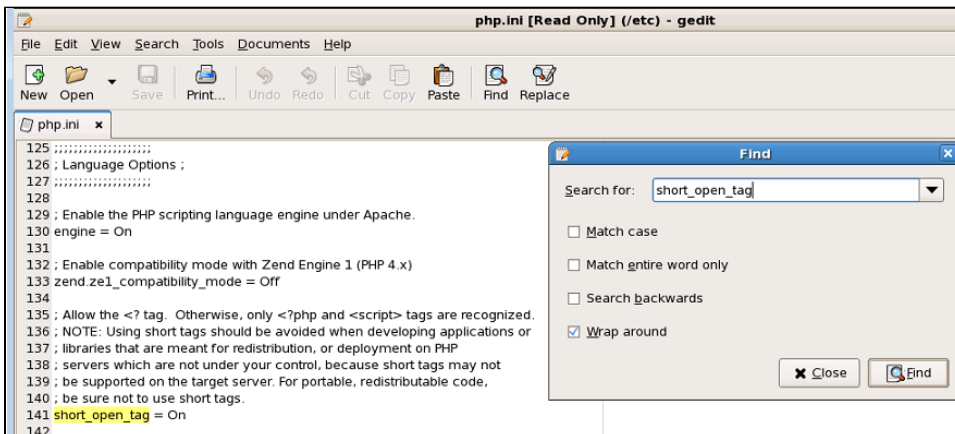 php.ini [Read Only] (/etc) - gedit
File Edit View Search Tools Documents Help
New Open Save Print... Undo Redo Cut Copy Paste Find Replace
php.ini x
125 ;;;;;;;;;;;;;;;;;;;;
126 ; Language Options ;
127 ;;;;;;;;;;;;;;;;;;;;
128
129 ; Enable the PHP scripting language engine under Apache.
130 engine = On
131
132 ; Enable compatibility mode with Zend Engine 1 (PHP 4.x)
133 zend.ze1_compatibility_mode = Off
134
135 ; Allow the <? tag.  Otherwise, only <?php and <script> tags are recognized.
136 ; NOTE: Using short tags should be avoided when developing applications or
137 ; libraries that are meant for redistribution, or deployment on PHP
138 ; servers which are not under your control, because short tags may not
139 ; be supported on the target server. For portable, redistributable code,
140 ; be sure not to use short tags.
141 short_open_tag = On
142
Find
Search for: short_open_tag
Match case
Match entire word only
Search backwards
Wrap around
Close Find